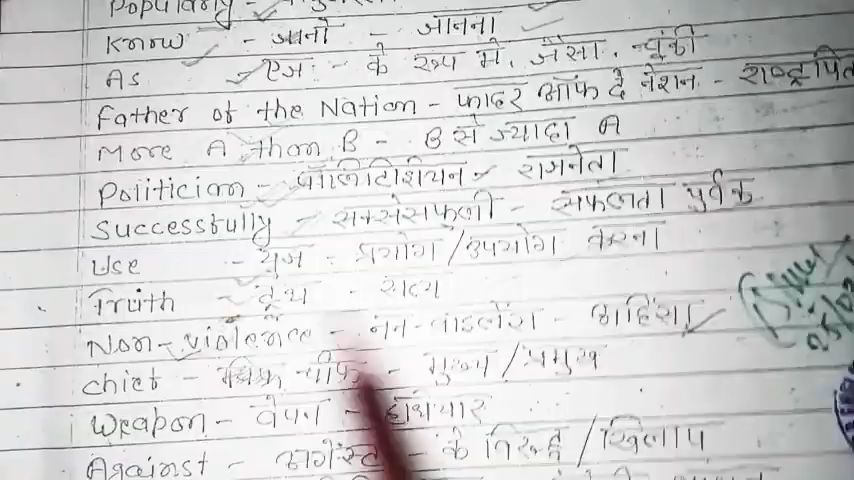 Popularity -
Know - जानो - जानना
As - एज - के रूप में, जैसा, चूंकी
Father of the Nation - फादर ऑफ दे नेशन - राष्ट्रपित
More A than B - B से ज्यादा A
Politician - पॉलिटिशियन - राजनेता
Successfully - सक्सेसफुली - सफलता पुर्वक
Use - यूज - प्रयोग / उपयोग करना
Truth - ट्रूथ - सत्य
Non-violence - नन-वाइलेंस - अहिंसा
Chief - चीफ - मुख्य / प्रमुख
Weapon - वेपन - हथियार
Against - अगेंस्ट - के विरुद्ध / खिलाप